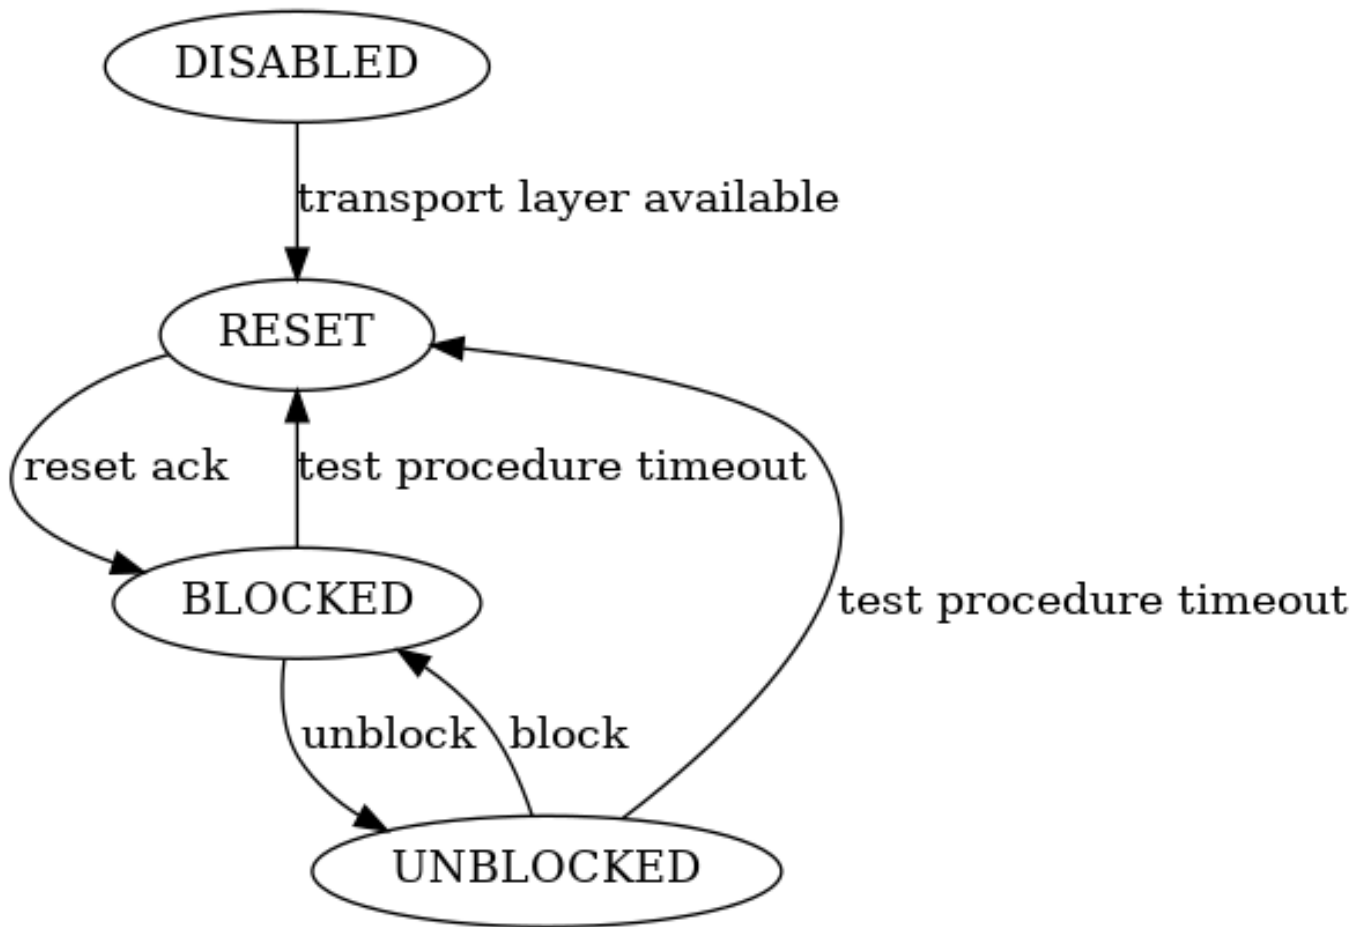 DISABLED
transport layer available
RESET
reset ack
test procedure timeout
BLOCKED
test procedure timeout
unblock
block
UNBLOCKED